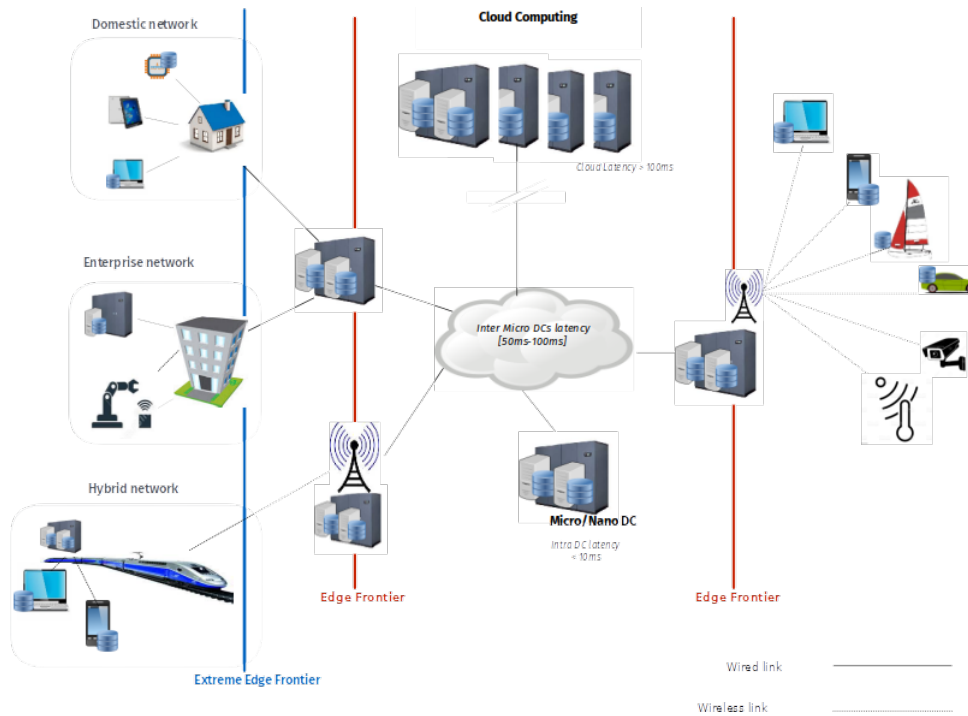 Domestic network
Cloud Computing
Cloud Latency > 100ms
Enterprise network
Inter Micro DCs latency
[50ms-100ms]
Hybrid network
Micro/Nano DC
Intra DC latency
< 10ms
Edge Frontier
Edge Frontier
Extreme Edge Frontier
Wired link
Wireless link